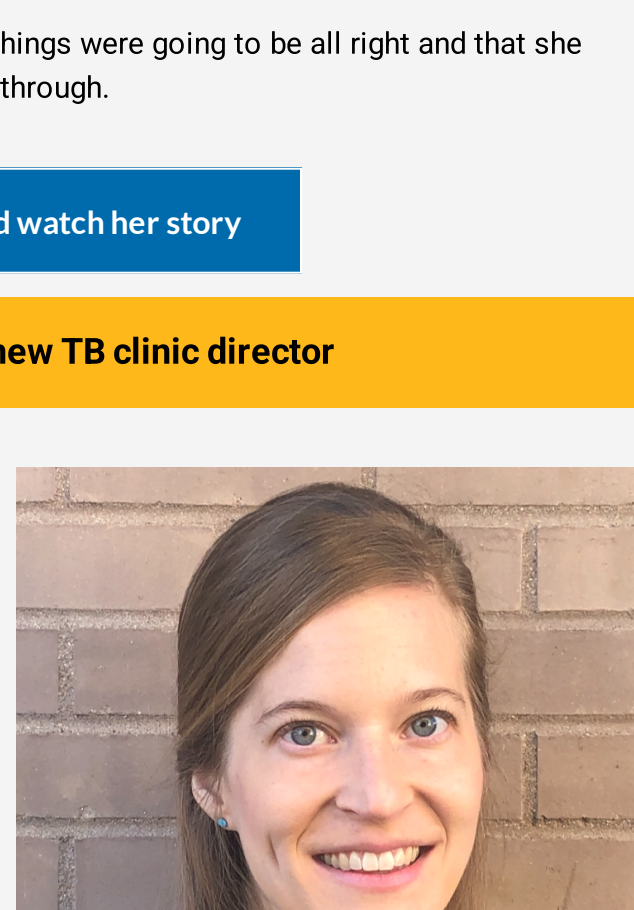 hings were going to be all right and that she
through.
watch her story
new TB clinic director